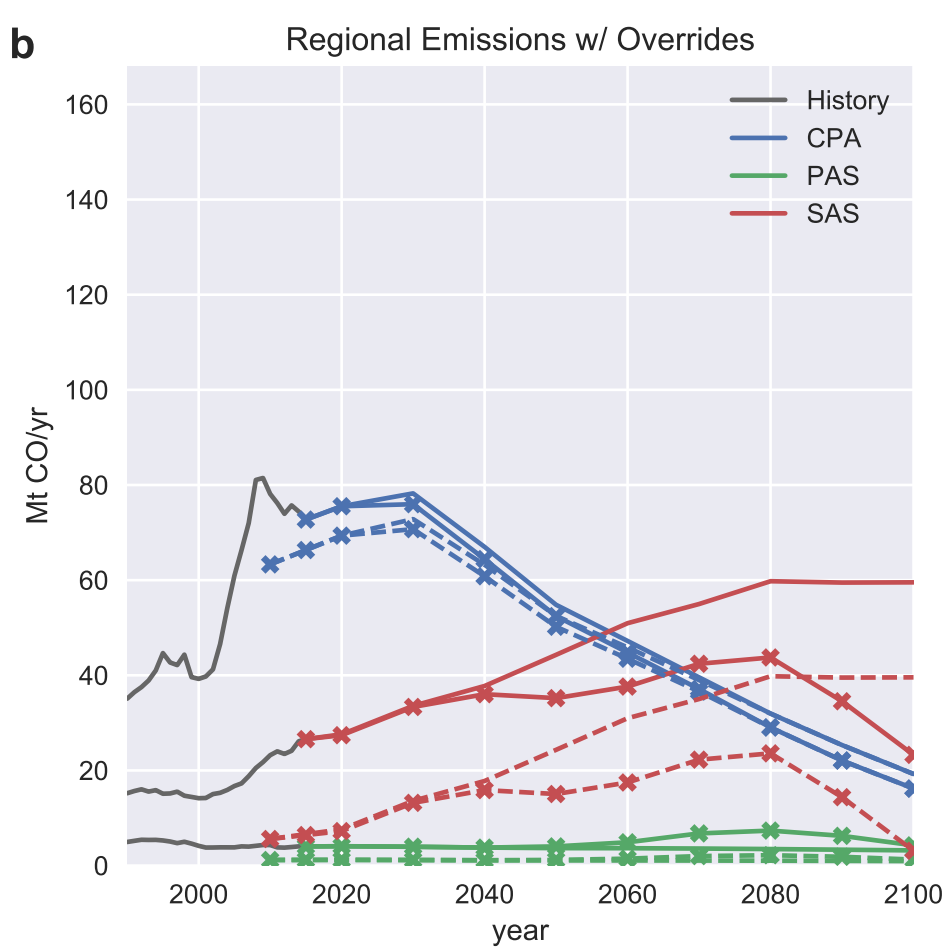 b
Regional Emissions w/ Overrides
History
CPA
PAS
SAS
160
140
120
100
80
60
40
20
0
Mt CO/yr
2000 2020 2040 2060 2080 2100
year